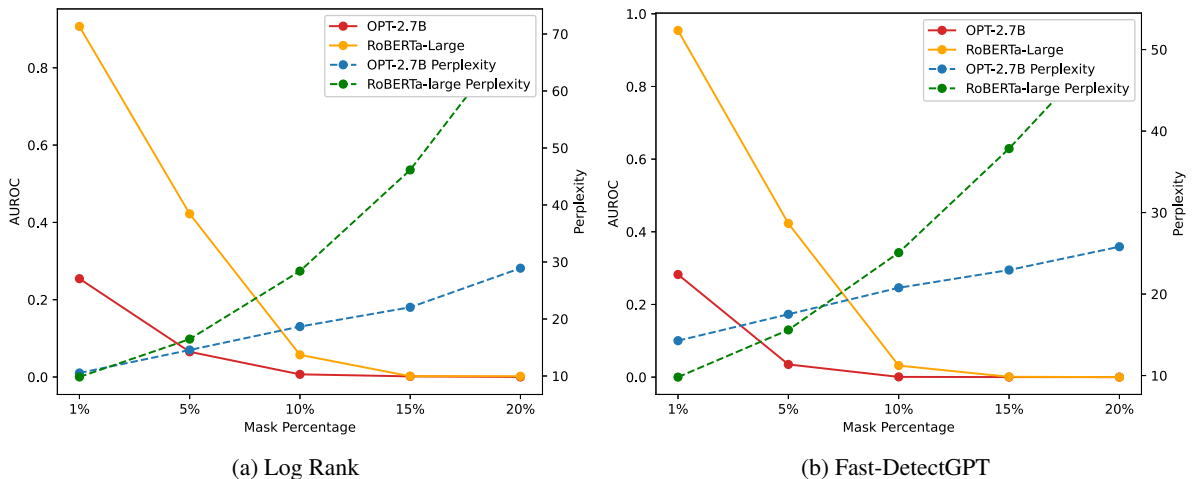 OPT-2.7B
RoBERTa-Large
OPT-2.7B Perplexity
RoBERTa-large Perplexity
0.8
0.6
0.4
0.2
0.0
AUROC
70
60
50
40
30
20
10
Perplexity
1% 5% 10% 15% 20%
Mask Percentage
(a) Log Rank
OPT-2.7B
RoBERTa-Large
OPT-2.7B Perplexity
RoBERTa-large Perplexity
1.0
0.8
0.6
0.4
0.2
0.0
AUROC
50
40
30
20
10
Perplexity
1% 5% 10% 15% 20%
Mask Percentage
(b) Fast-DetectGPT